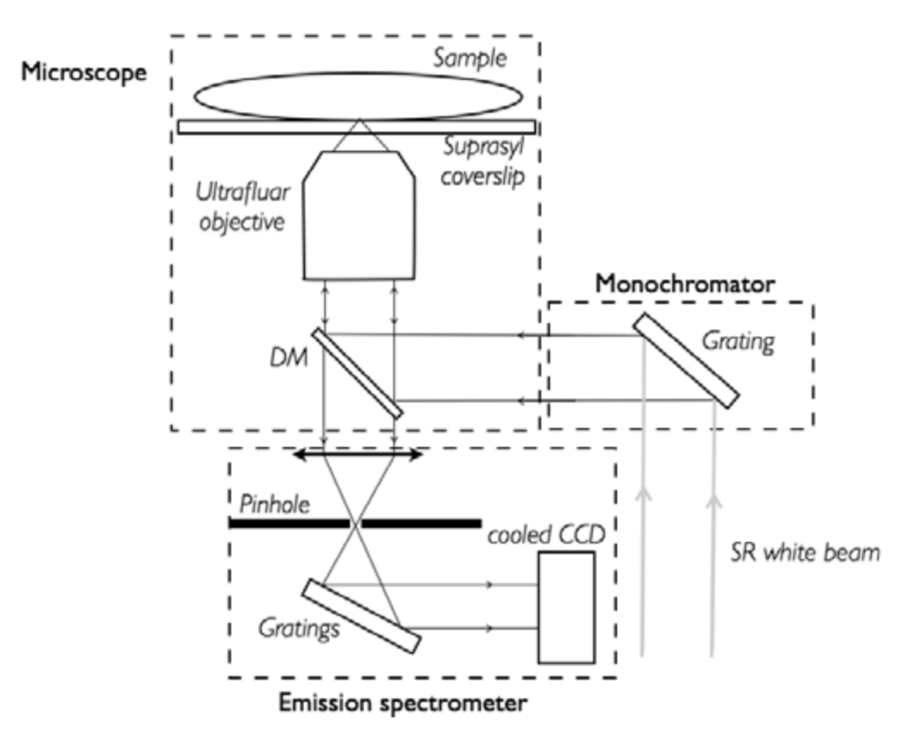 Sample
Microscope
Suprasyl
coverslip
Ultrafluar
objective
Monochromator
Grating
DM
Pinhole
cooled CCD
SR white beam
Gratings
Emission spectrometer